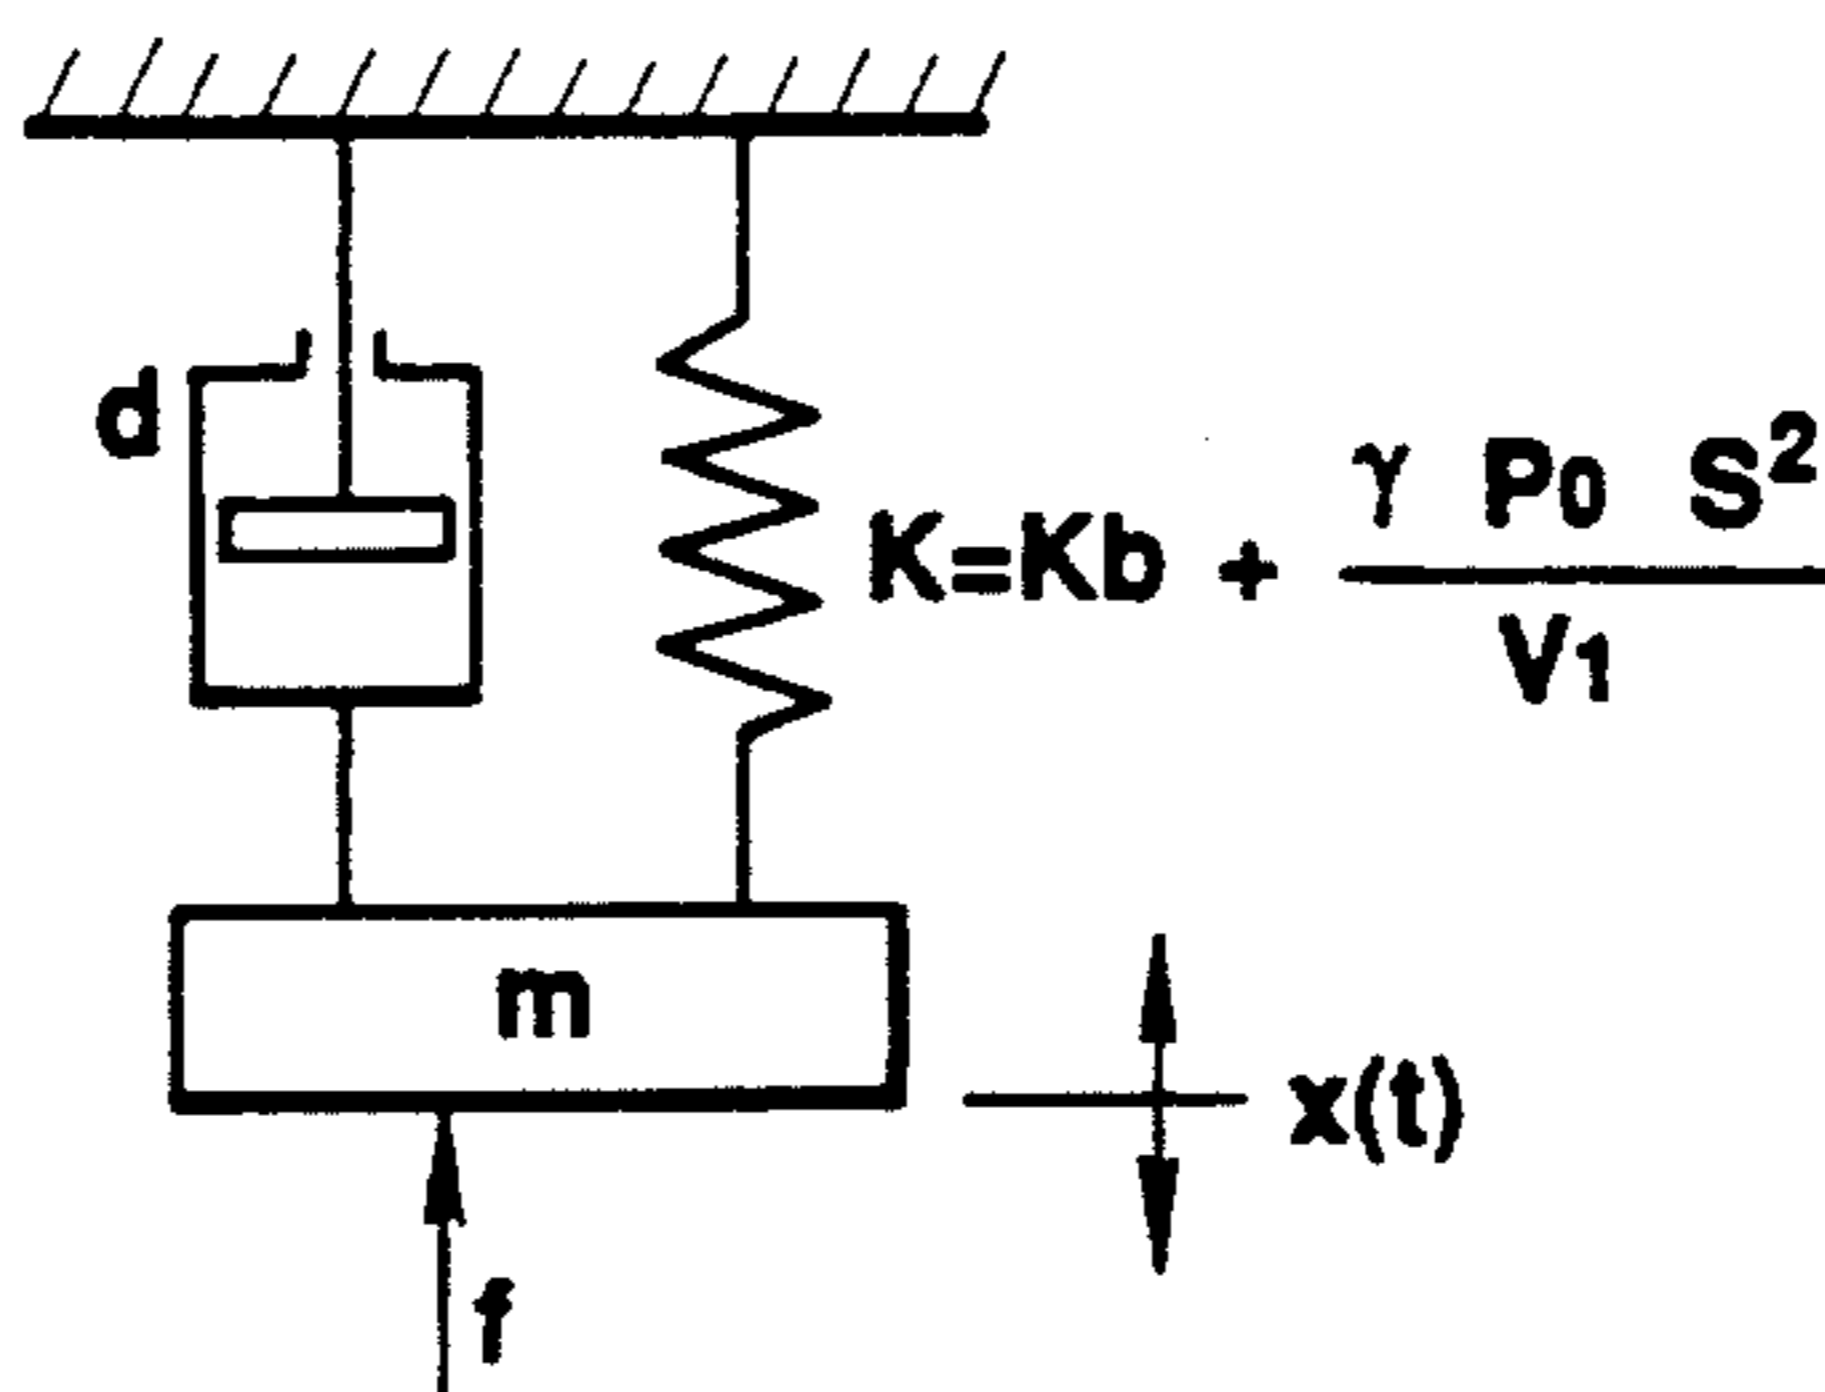 d
K=Kb + γ P0 S² / V1
m
x(t)
f